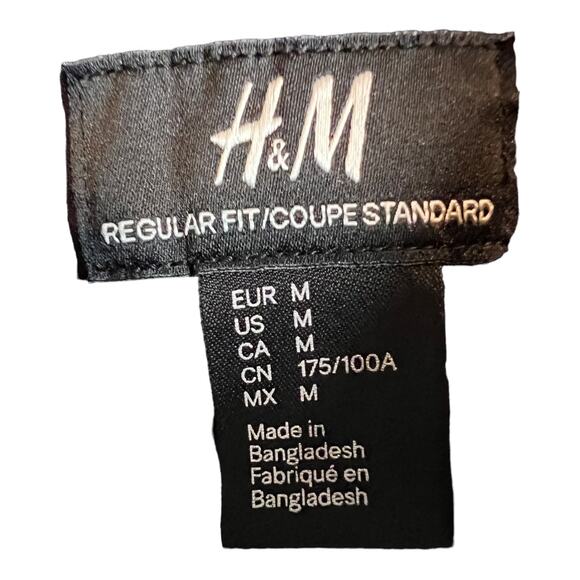 H&M
REGULAR FIT/COUPE STANDARD
EUR M
US M
CA M
CN 175/100A
MX M
Made in
Bangladesh
Fabriqué en
Bangladesh